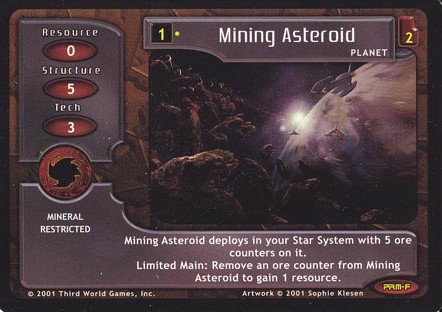 Resource
0
Structure
5
Tech
3
MINERAL
RESTRICTED
1
Mining Asteroid
PLANET
2
Mining Asteroid deploys in your Star System with 5 ore
counters on it.
Limited Main: Remove an ore counter from Mining
Asteroid to gain 1 resource.
PRM-F
© 2001 Third World Games, Inc.
Artwork © 2001 Sophie Klesen